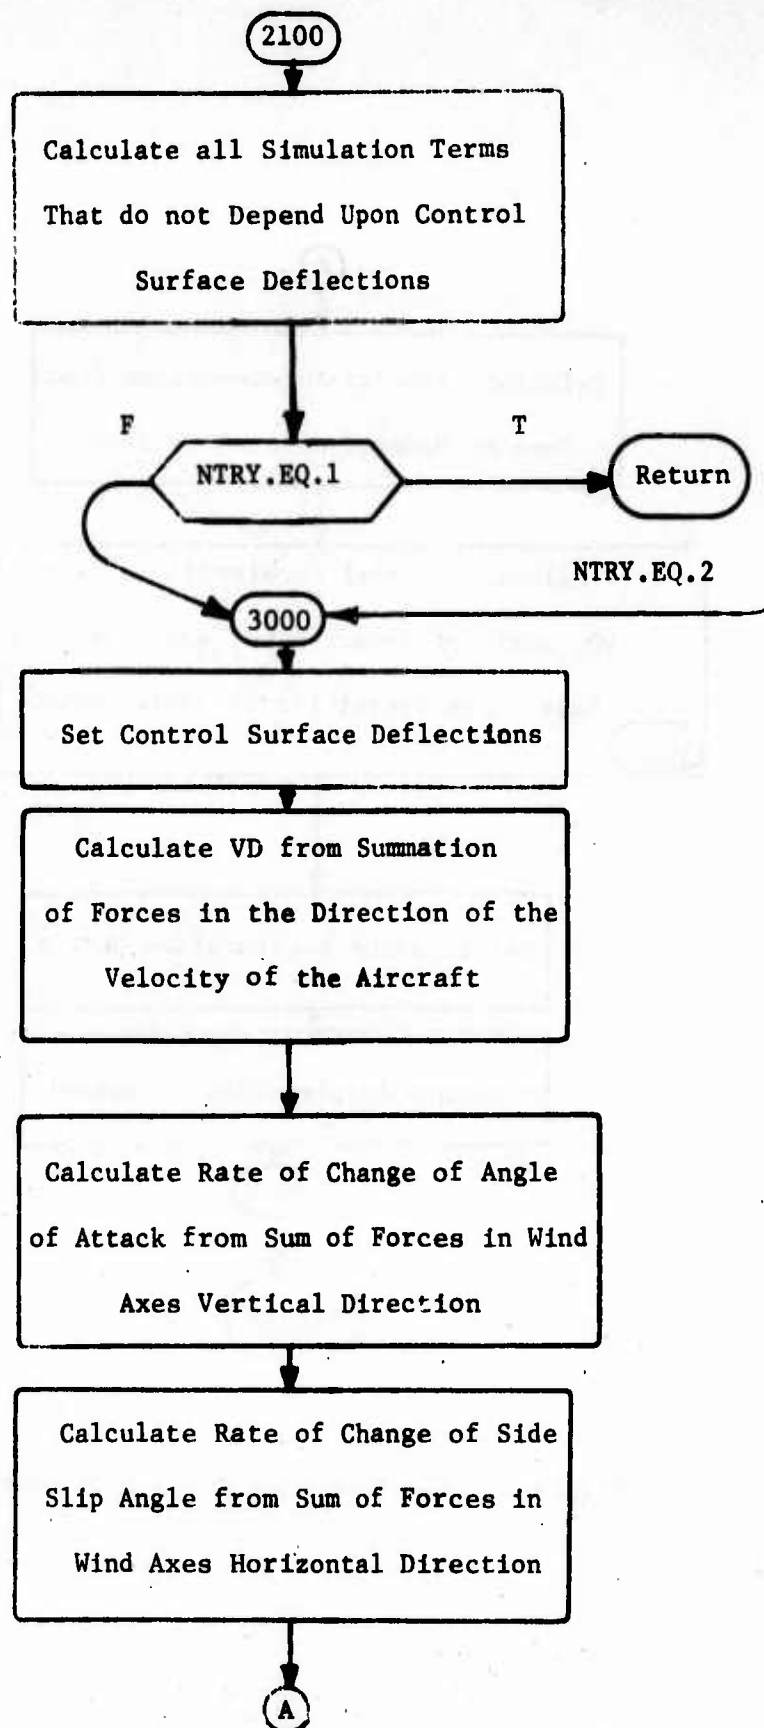 2100
Calculate all Simulation Terms
That do not Depend Upon Control
Surface Deflections
F
T
NTRY.EQ.1
Return
NTRY.EQ.2
3000
Set Control Surface Deflections
Calculate VD from Summation
of Forces in the Direction of the
Velocity of the Aircraft
Calculate Rate of Change of Angle
of Attack from Sum of Forces in Wind
Axes Vertical Direction
Calculate Rate of Change of Side
Slip Angle from Sum of Forces in
Wind Axes Horizontal Direction
A